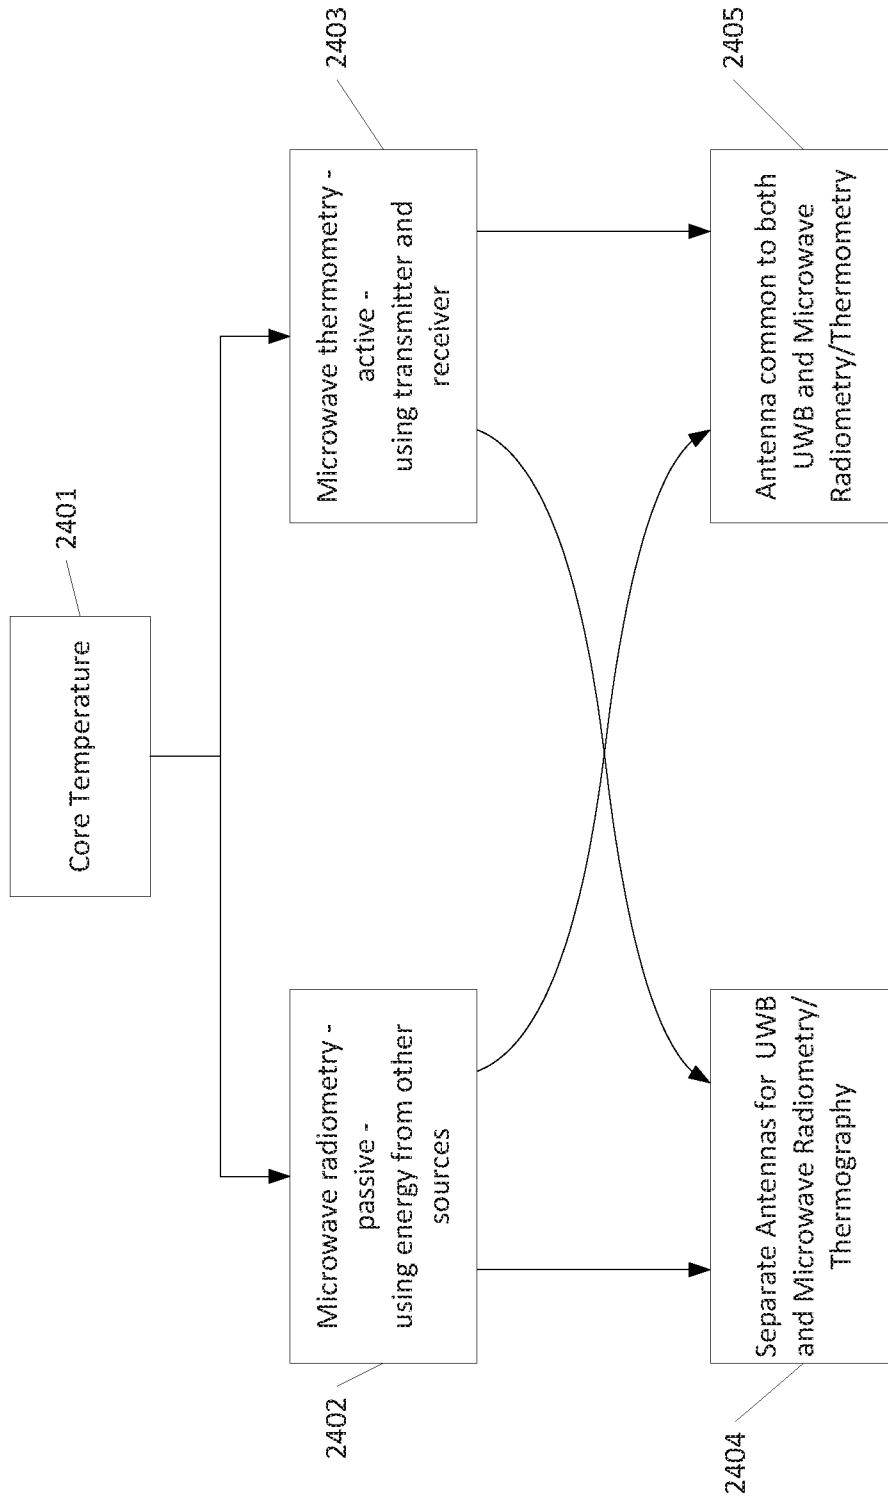 2401
Core Temperature
2402
Microwave radiometry -
passive -
using energy from other
sources
2403
Microwave thermometry -
active -
using transmitter and
receiver
2404
Separate Antennas for UWB
and Microwave Radiometry/
Thermography
2405
Antenna common to both
UWB and Microwave
Radiometry/Thermometry